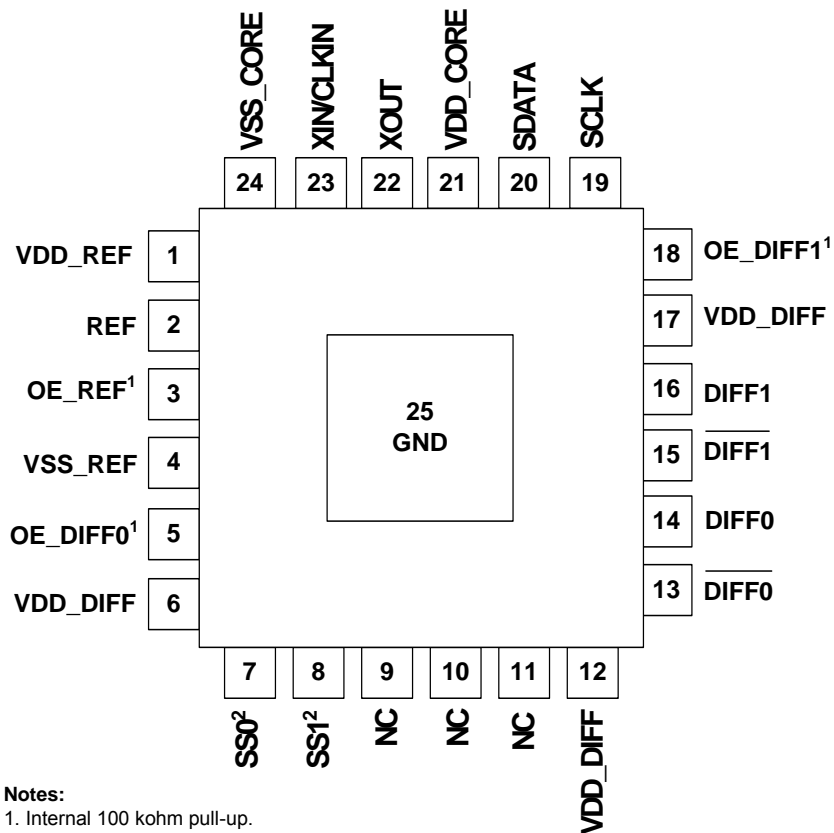 VSS_CORE
XIN/CLKIN
XOUT
VDD_CORE
SDATA
SCLK
24 23 22 21 20 19
VDD_REF 1
REF 2
OE_REF¹ 3
VSS_REF 4
OE_DIFF0¹ 5
VDD_DIFF 6
25
GND
18 OE_DIFF1¹
17 VDD_DIFF
16 DIFF1
15 D̅I̅F̅F̅1̅
14 DIFF0
13 D̅I̅F̅F̅0̅
7 8 9 10 11 12
SS0²
SS1²
NC
NC
NC
VDD_DIFF
Notes:
1. Internal 100 kohm pull-up.